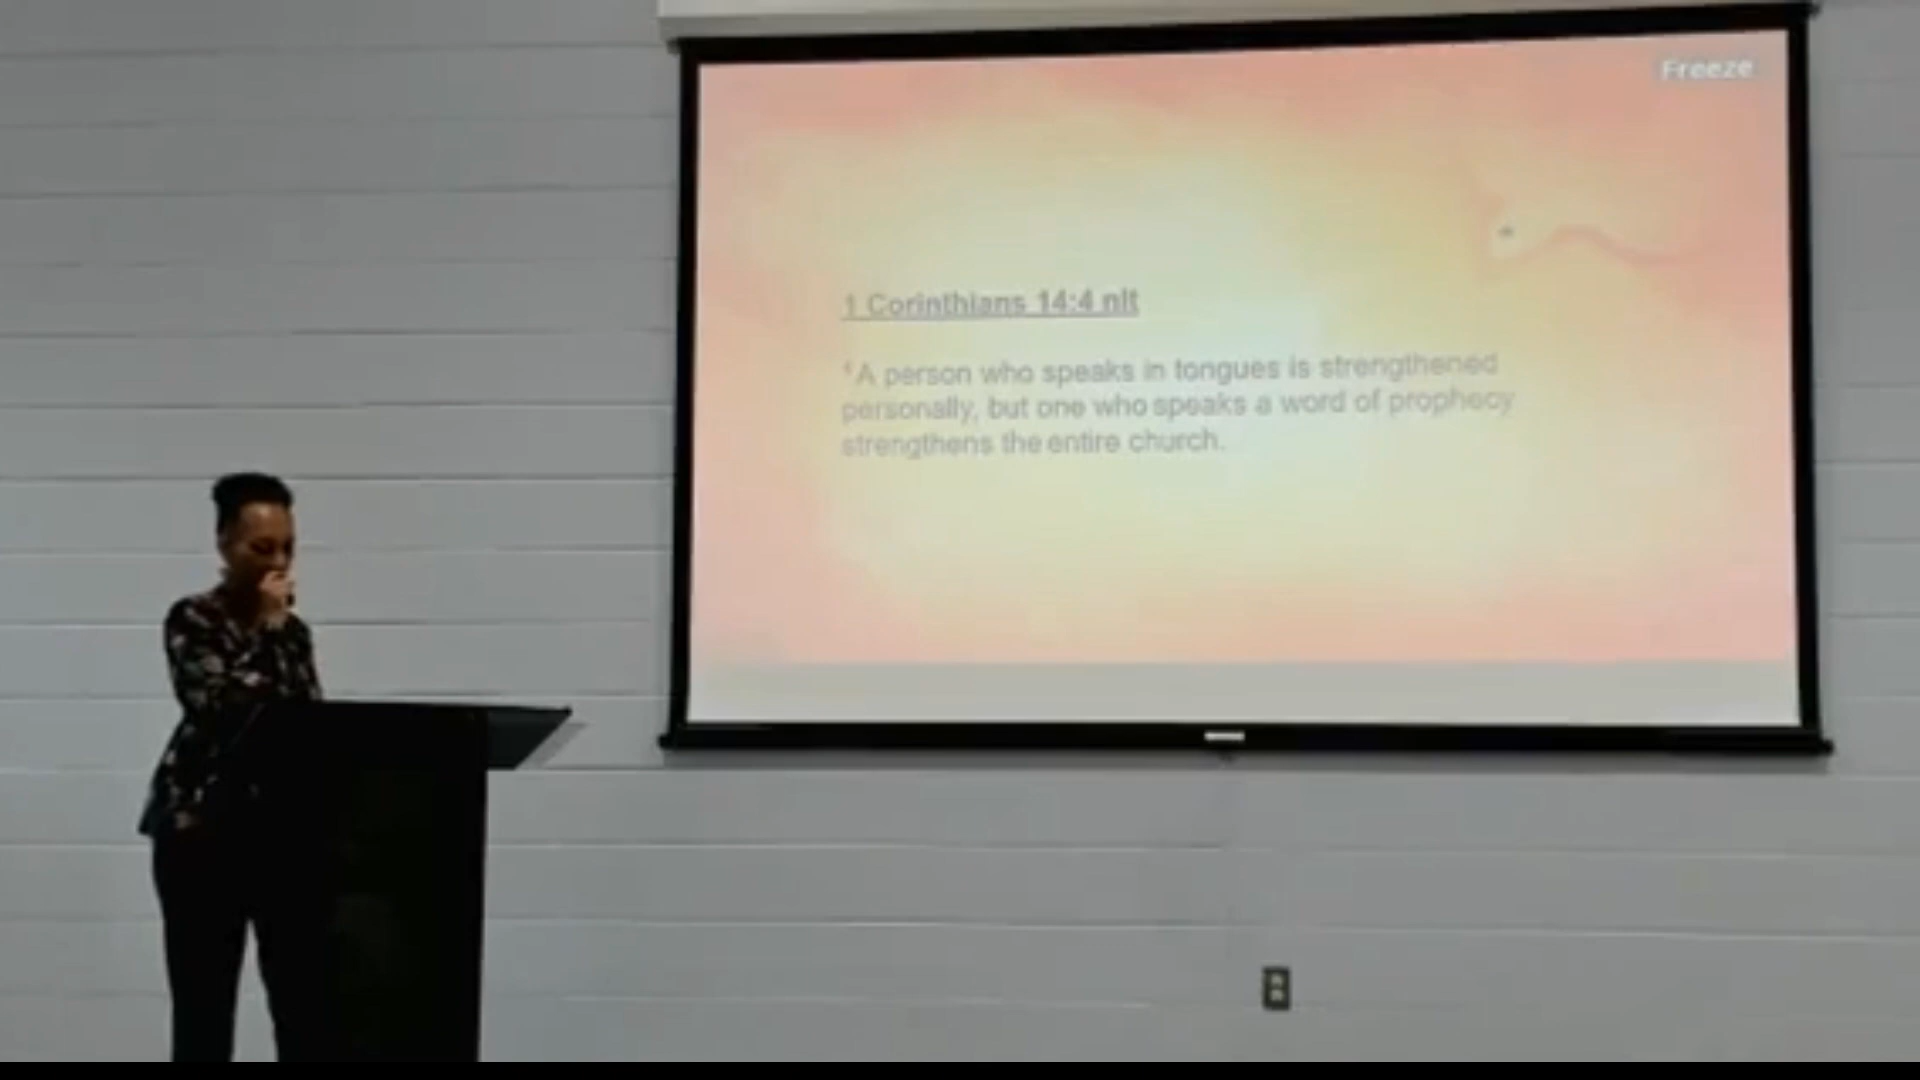 Freeze
1 Corinthians 14:4 nlt
⁴A person who speaks in tongues is strengthened
personally, but one who speaks a word of prophecy
strengthens the entire church.